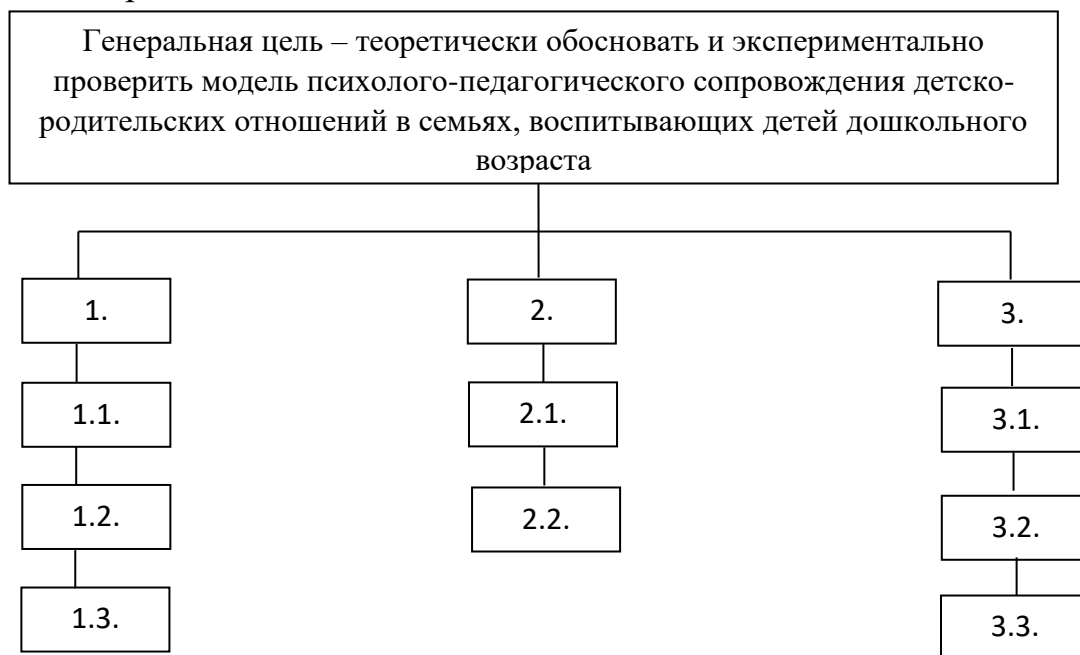 Генеральная цель – теоретически обосновать и экспериментально
проверить модель психолого-педагогического сопровождения детско-
родительских отношений в семьях, воспитывающих детей дошкольного
возраста
1.
2.
3.
1.1.
2.1.
3.1.
1.2.
2.2.
3.2.
1.3.
3.3.